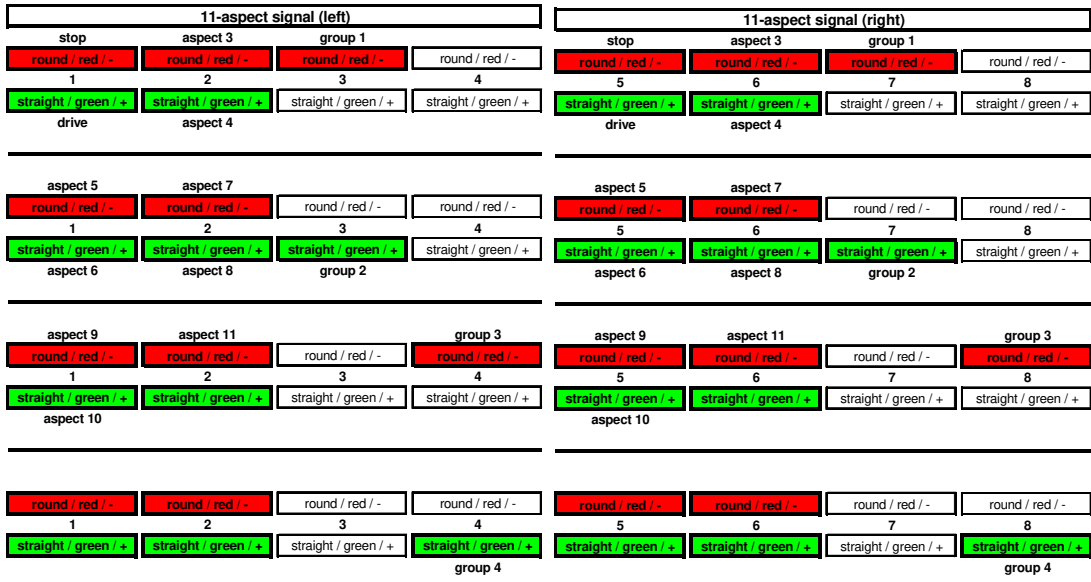 11-aspect signal (left)
stop aspect 3 group 1
round / red / - round / red / - round / red / - round / red / -
1 2 3 4
straight / green / + straight / green / + straight / green / + straight / green / +
drive aspect 4
aspect 5 aspect 7
round / red / - round / red / - round / red / - round / red / -
1 2 3 4
straight / green / + straight / green / + straight / green / + straight / green / +
aspect 6 aspect 8 group 2
aspect 9 aspect 11 group 3
round / red / - round / red / - round / red / - round / red / -
1 2 3 4
straight / green / + straight / green / + straight / green / + straight / green / +
aspect 10
round / red / - round / red / - round / red / - round / red / -
1 2 3 4
straight / green / + straight / green / + straight / green / + straight / green / +
group 4
11-aspect signal (right)
stop aspect 3 group 1
round / red / - round / red / - round / red / - round / red / -
5 6 7 8
straight / green / + straight / green / + straight / green / + straight / green / +
drive aspect 4
aspect 5 aspect 7
round / red / - round / red / - round / red / - round / red / -
5 6 7 8
straight / green / + straight / green / + straight / green / + straight / green / +
aspect 6 aspect 8 group 2
aspect 9 aspect 11 group 3
round / red / - round / red / - round / red / - round / red / -
5 6 7 8
straight / green / + straight / green / + straight / green / + straight / green / +
aspect 10
round / red / - round / red / - round / red / - round / red / -
5 6 7 8
straight / green / + straight / green / + straight / green / + straight / green / +
group 4